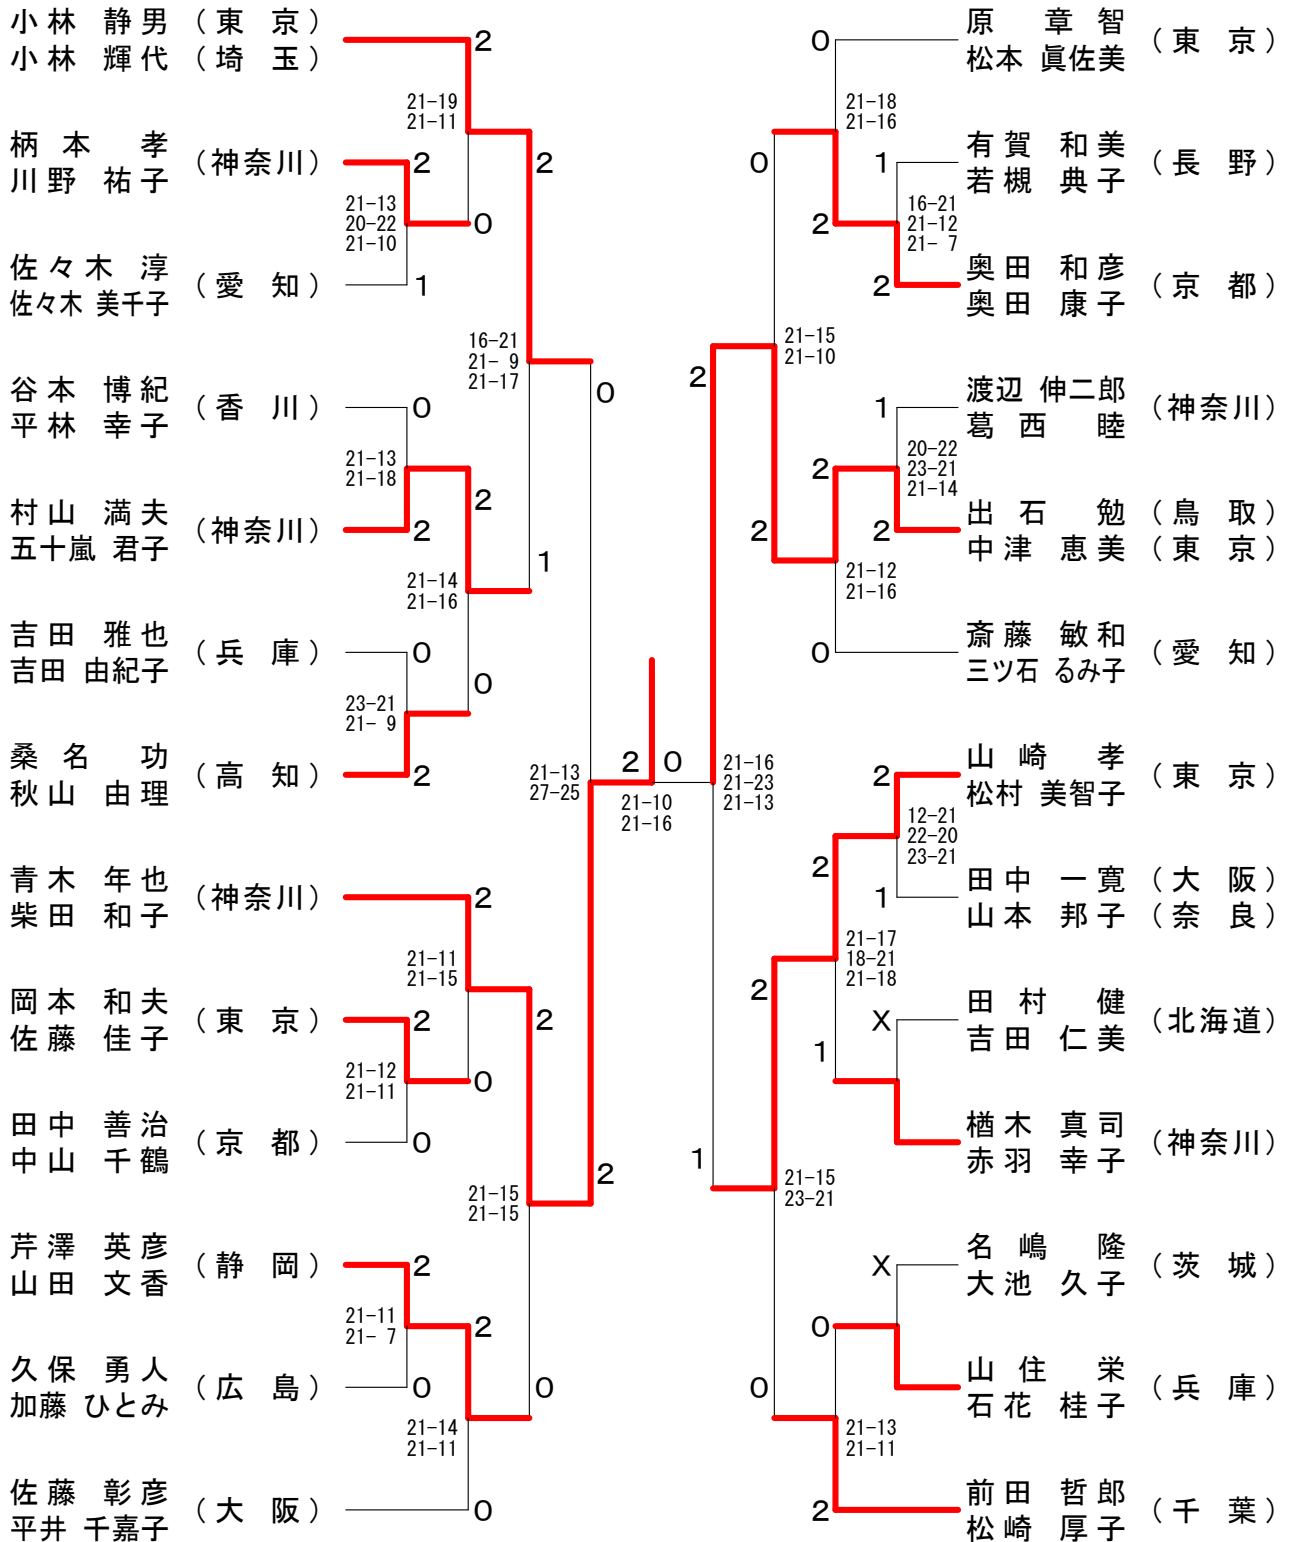 小林 静男 (東 京)
小林 輝代 (埼 玉)
2
21-19
21-11
柄本 孝
川野 祐子
(神奈川)
2
21-13
20-22
21-10
0
佐々木 淳
佐々木 美千子
(愛 知)
1
2
16-21
21- 9
21-17
谷本 博紀
平林 幸子
(香 川)
0
21-13
21-18
2
村山 満夫
五十嵐 君子
(神奈川)
2
21-14
21-16
1
吉田 雅也
吉田 由紀子
(兵 庫)
0
23-21
21- 9
0
桑名 功
秋山 由理
(高 知)
2
0
21-13
27-25
青木 年也
柴田 和子
(神奈川)
2
21-11
21-15
岡本 和夫
佐藤 佳子
(東 京)
2
21-12
21-11
0
田中 善治
中山 千鶴
(京 都)
0
2
21-15
21-15
2
芹澤 英彦
山田 文香
(静 岡)
2
21-11
21- 7
2
久保 勇人
加藤 ひとみ
(広 島)
0
21-14
21-11
0
佐藤 彰彦
平井 千嘉子
(大 阪)
0
2 0
21-10
21-16
原 章智
松本 眞佐美
(東 京)
0
21-18
21-16
有賀 和美
若槻 典子
(長 野)
1
16-21
21-12
21- 7
2
奥田 和彦
奥田 康子
(京 都)
2
0
21-15
21-10
2
渡辺 伸二郎
葛西 睦
(神奈川)
1
20-22
23-21
21-14
2
出石 勉 (鳥 取)
中津 恵美 (東 京)
2
2
21-12
21-16
斎藤 敏和
三ツ石 るみ子
(愛 知)
0
21-16
21-23
21-13
山崎 孝
松村 美智子
(東 京)
2
12-21
22-20
23-21
2
田中 一寛 (大 阪)
山本 邦子 (奈 良)
1
21-17
18-21
21-18
2
田村 健
吉田 仁美
(北海道)
X
1
楢木 真司
赤羽 幸子
(神奈川)
1
21-15
23-21
名嶋 隆
大池 久子
(茨 城)
X
0
山住 栄
石花 桂子
(兵 庫)
0
21-13
21-11
前田 哲郎
松崎 厚子
(千 葉)
2